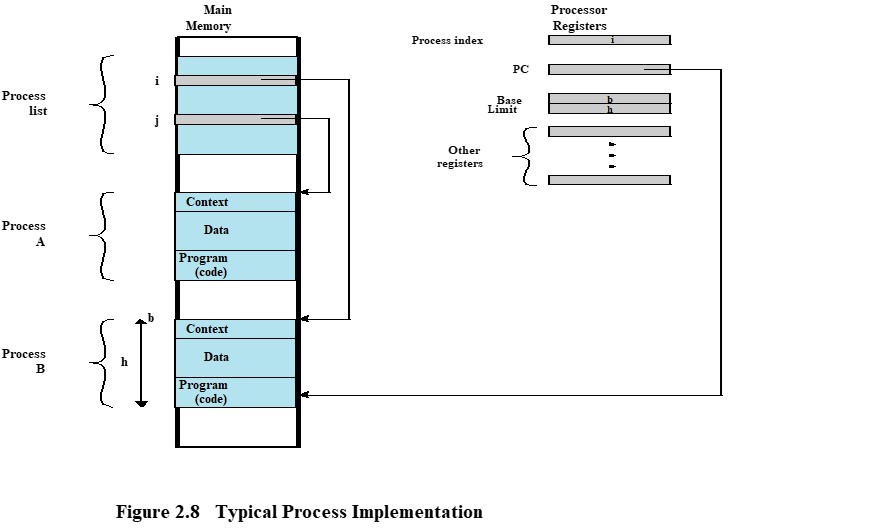 Main
Memory
Processor
Registers
Process index
i
PC
Base
Limit
b
h
Other
registers
Process
list
i
j
Process
A
Context
Data
Program
(code)
Process
B
b
h
Context
Data
Program
(code)
Figure 2.8 Typical Process Implementation